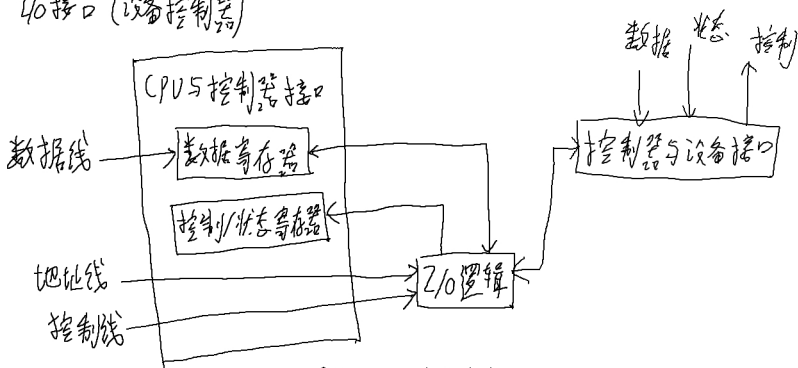 I/O接口 (设备控制器)
数据 状态 控制
CPU与控制器接口
数据线
数据寄存器
控制器与设备接口
控制/状态寄存器
地址线
I/O逻辑
控制线